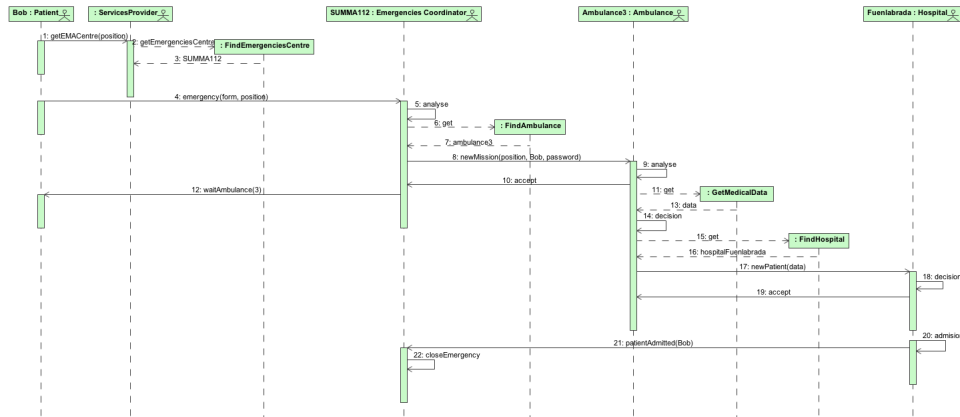 Bob : Patient
: ServicesProvider
SUMMA112 : Emergencies Coordinator
Ambulance3 : Ambulance
Fuenlabrada : Hospital
1: getEMACentre(position)
2: getEmergenciesCentre
: FindEmergenciesCentre
3: SUMMA112
4: emergency(form, position)
5: analyse
6: get
: FindAmbulance
7: ambulance3
8: newMission(position, Bob, password)
9: analyse
10: accept
11: get
: GetMedicalData
12: waitAmbulance(3)
13: data
14: decision
15: get
: FindHospital
16: hospitalFuenlabrada
17: newPatient(data)
18: decision
19: accept
20: admision
21: patientAdmitted(Bob)
22: closeEmergency